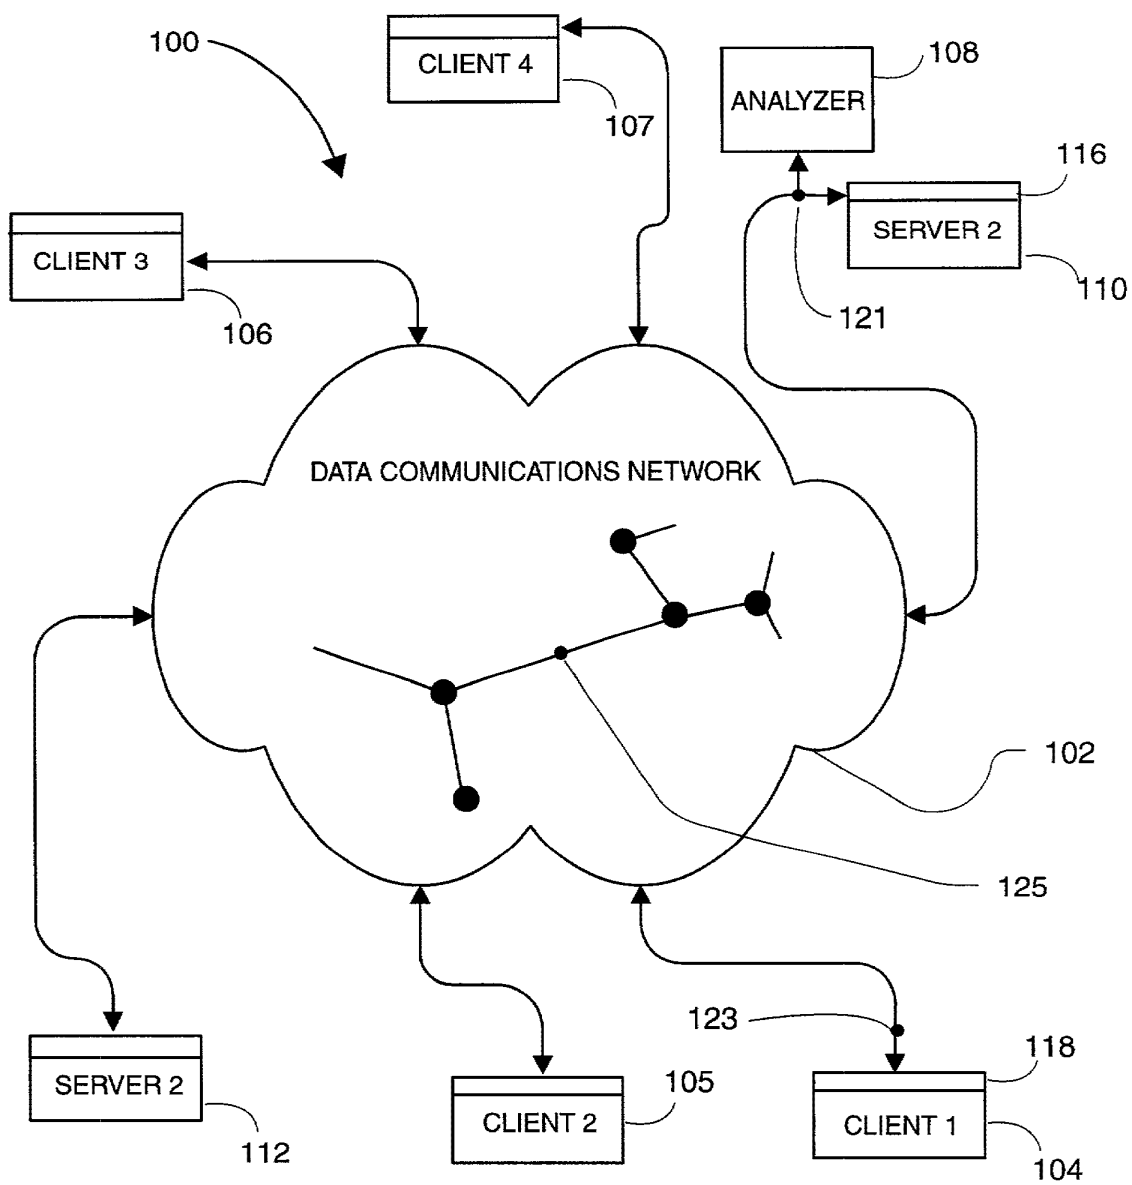 100
CLIENT 4
107
108
ANALYZER
116
SERVER 2
110
121
CLIENT 3
106
DATA COMMUNICATIONS NETWORK
102
125
123
118
CLIENT 1
104
105
CLIENT 2
SERVER 2
112